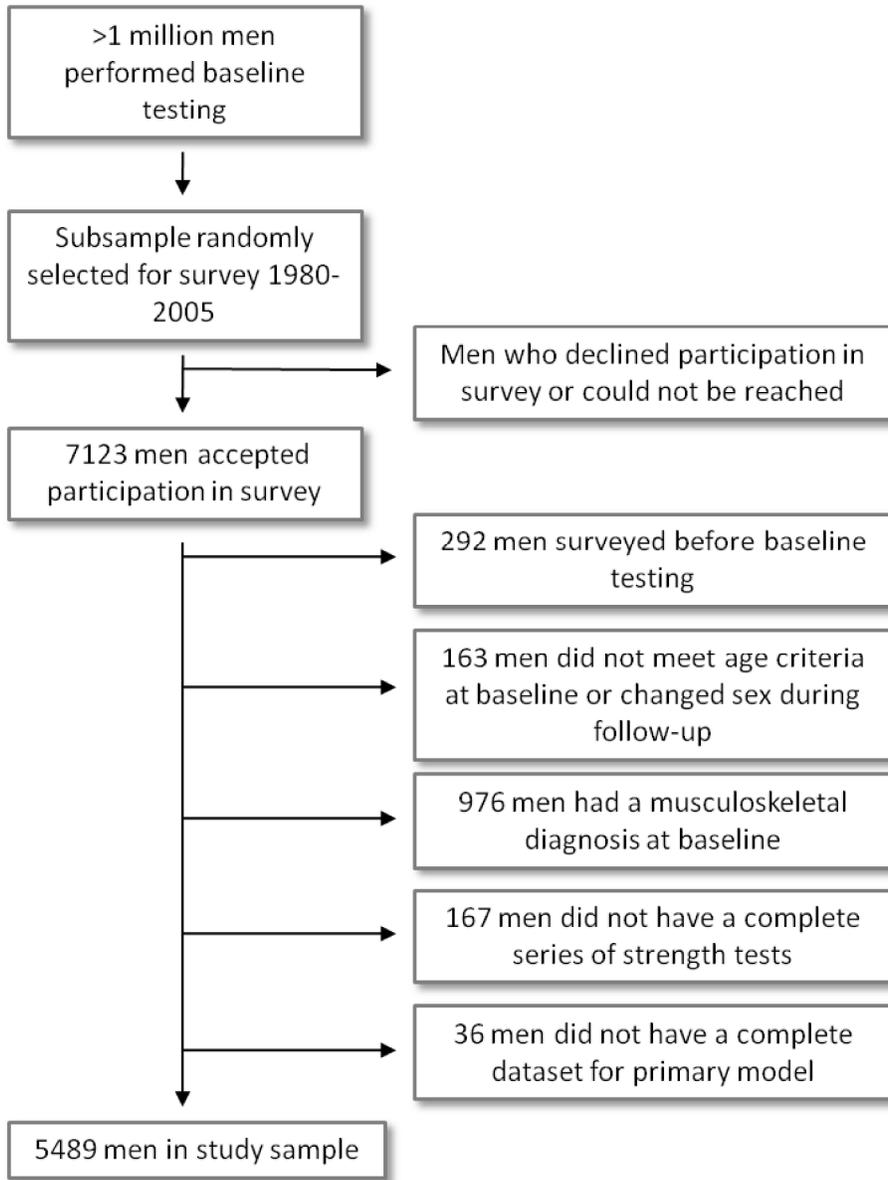 >1 million men
performed baseline
testing
Subsample randomly
selected for survey 1980-
2005
Men who declined participation in
survey or could not be reached
7123 men accepted
participation in survey
292 men surveyed before baseline
testing
163 men did not meet age criteria
at baseline or changed sex during
follow-up
976 men had a musculoskeletal
diagnosis at baseline
167 men did not have a complete
series of strength tests
36 men did not have a complete
dataset for primary model
5489 men in study sample